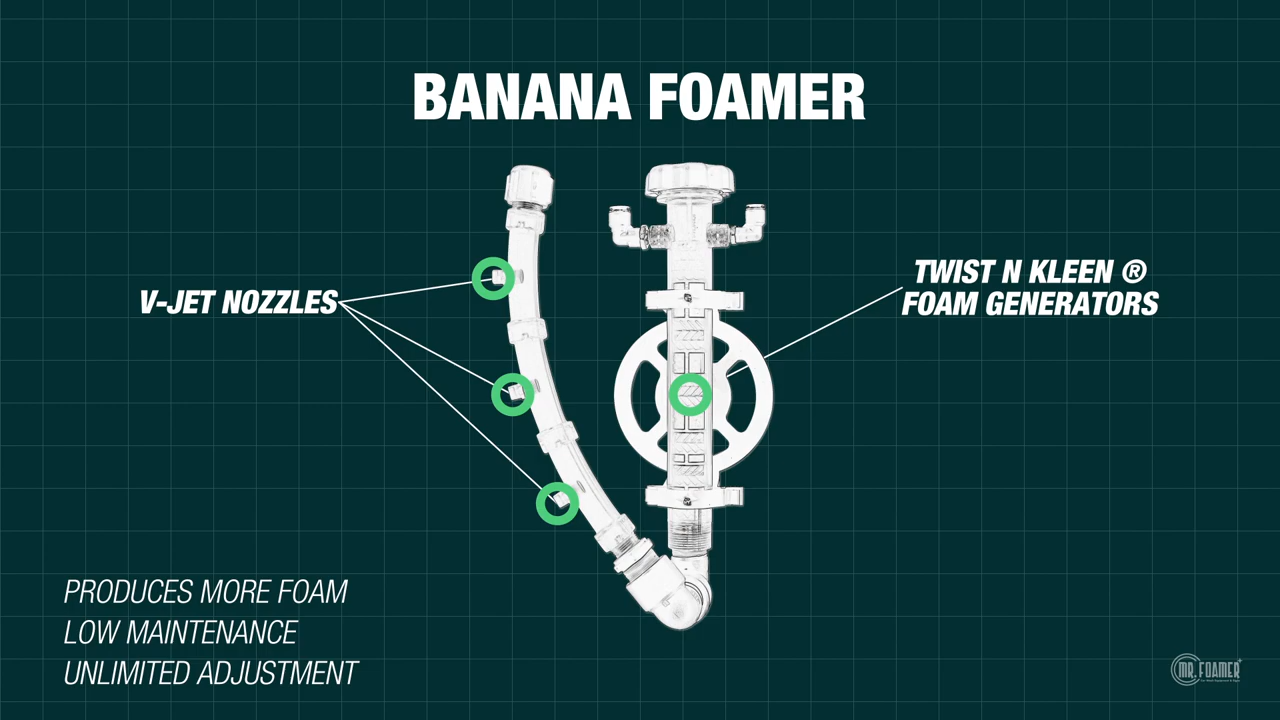 BANANA FOAMER
V-JET NOZZLES
TWIST N KLEEN ®
FOAM GENERATORS
PRODUCES MORE FOAM
LOW MAINTENANCE
UNLIMITED ADJUSTMENT
MR. FOAMER